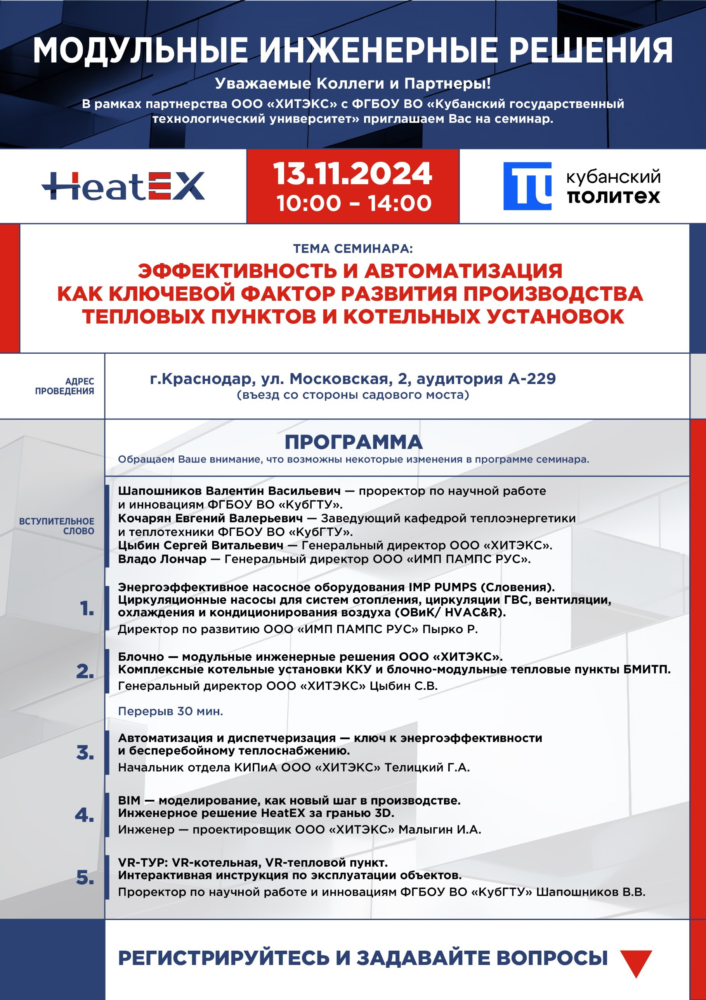 МОДУЛЬНЫЕ ИНЖЕНЕРНЫЕ РЕШЕНИЯ
Уважаемые Коллеги и Партнеры!
В рамках партнерства ООО «ХИТЭКС» с ФГБОУ ВО «Кубанский государственный
технологический университет» приглашаем Вас на семинар.
HeatEX
13.11.2024
10:00 – 14:00
кубанский
политех
ТЕМА СЕМИНАРА:
ЭФФЕКТИВНОСТЬ И АВТОМАТИЗАЦИЯ
КАК КЛЮЧЕВОЙ ФАКТОР РАЗВИТИЯ ПРОИЗВОДСТВА
ТЕПЛОВЫХ ПУНКТОВ И КОТЕЛЬНЫХ УСТАНОВОК
АДРЕС
ПРОВЕДЕНИЯ
г.Краснодар, ул. Московская, 2, аудитория А-229
(въезд со стороны садового моста)
ПРОГРАММА
Обращаем Ваше внимание, что возможны некоторые изменения в программе семинара.
ВСТУПИТЕЛЬНОЕ
СЛОВО
Шапошников Валентин Васильевич — проректор по научной работе
и инновациям ФГБОУ ВО «КубГТУ».
Кочарян Евгений Валерьевич — Заведующий кафедрой теплоэнергетики
и теплотехники ФГБОУ ВО «КубГТУ».
Цыбин Сергей Витальевич — Генеральный директор ООО «ХИТЭКС».
Владо Лончар — Генеральный директор ООО «ИМП ПАМПС РУС».
1.
Энергоэффективное насосное оборудования IMP PUMPS (Словения).
Циркуляционные насосы для систем отопления, циркуляции ГВС, вентиляции,
охлаждения и кондиционирования воздуха (ОВиК/ HVAC&R).
Директор по развитию ООО «ИМП ПАМПС РУС» Пырко Р.
2.
Блочно — модульные инженерные решения ООО «ХИТЭКС».
Комплексные котельные установки ККУ и блочно-модульные тепловые пункты БМИТП.
Генеральный директор ООО «ХИТЭКС» Цыбин С.В.
Перерыв 30 мин.
3.
Автоматизация и диспетчеризация — ключ к энергоэффективности
и бесперебойному теплоснабжению.
Начальник отдела КИПиА ООО «ХИТЭКС» Телицкий Г.А.
4.
BIM — моделирование, как новый шаг в производстве.
Инженерное решение HeatEX за гранью 3D.
Инженер — проектировщик ООО «ХИТЭКС» Малыгин И.А.
5.
VR-ТУР: VR-котельная, VR-тепловой пункт.
Интерактивная инструкция по эксплуатации объектов.
Проректор по научной работе и инновациям ФГБОУ ВО «КубГТУ» Шапошников В.В.
РЕГИСТРИРУЙТЕСЬ И ЗАДАВАЙТЕ ВОПРОСЫ